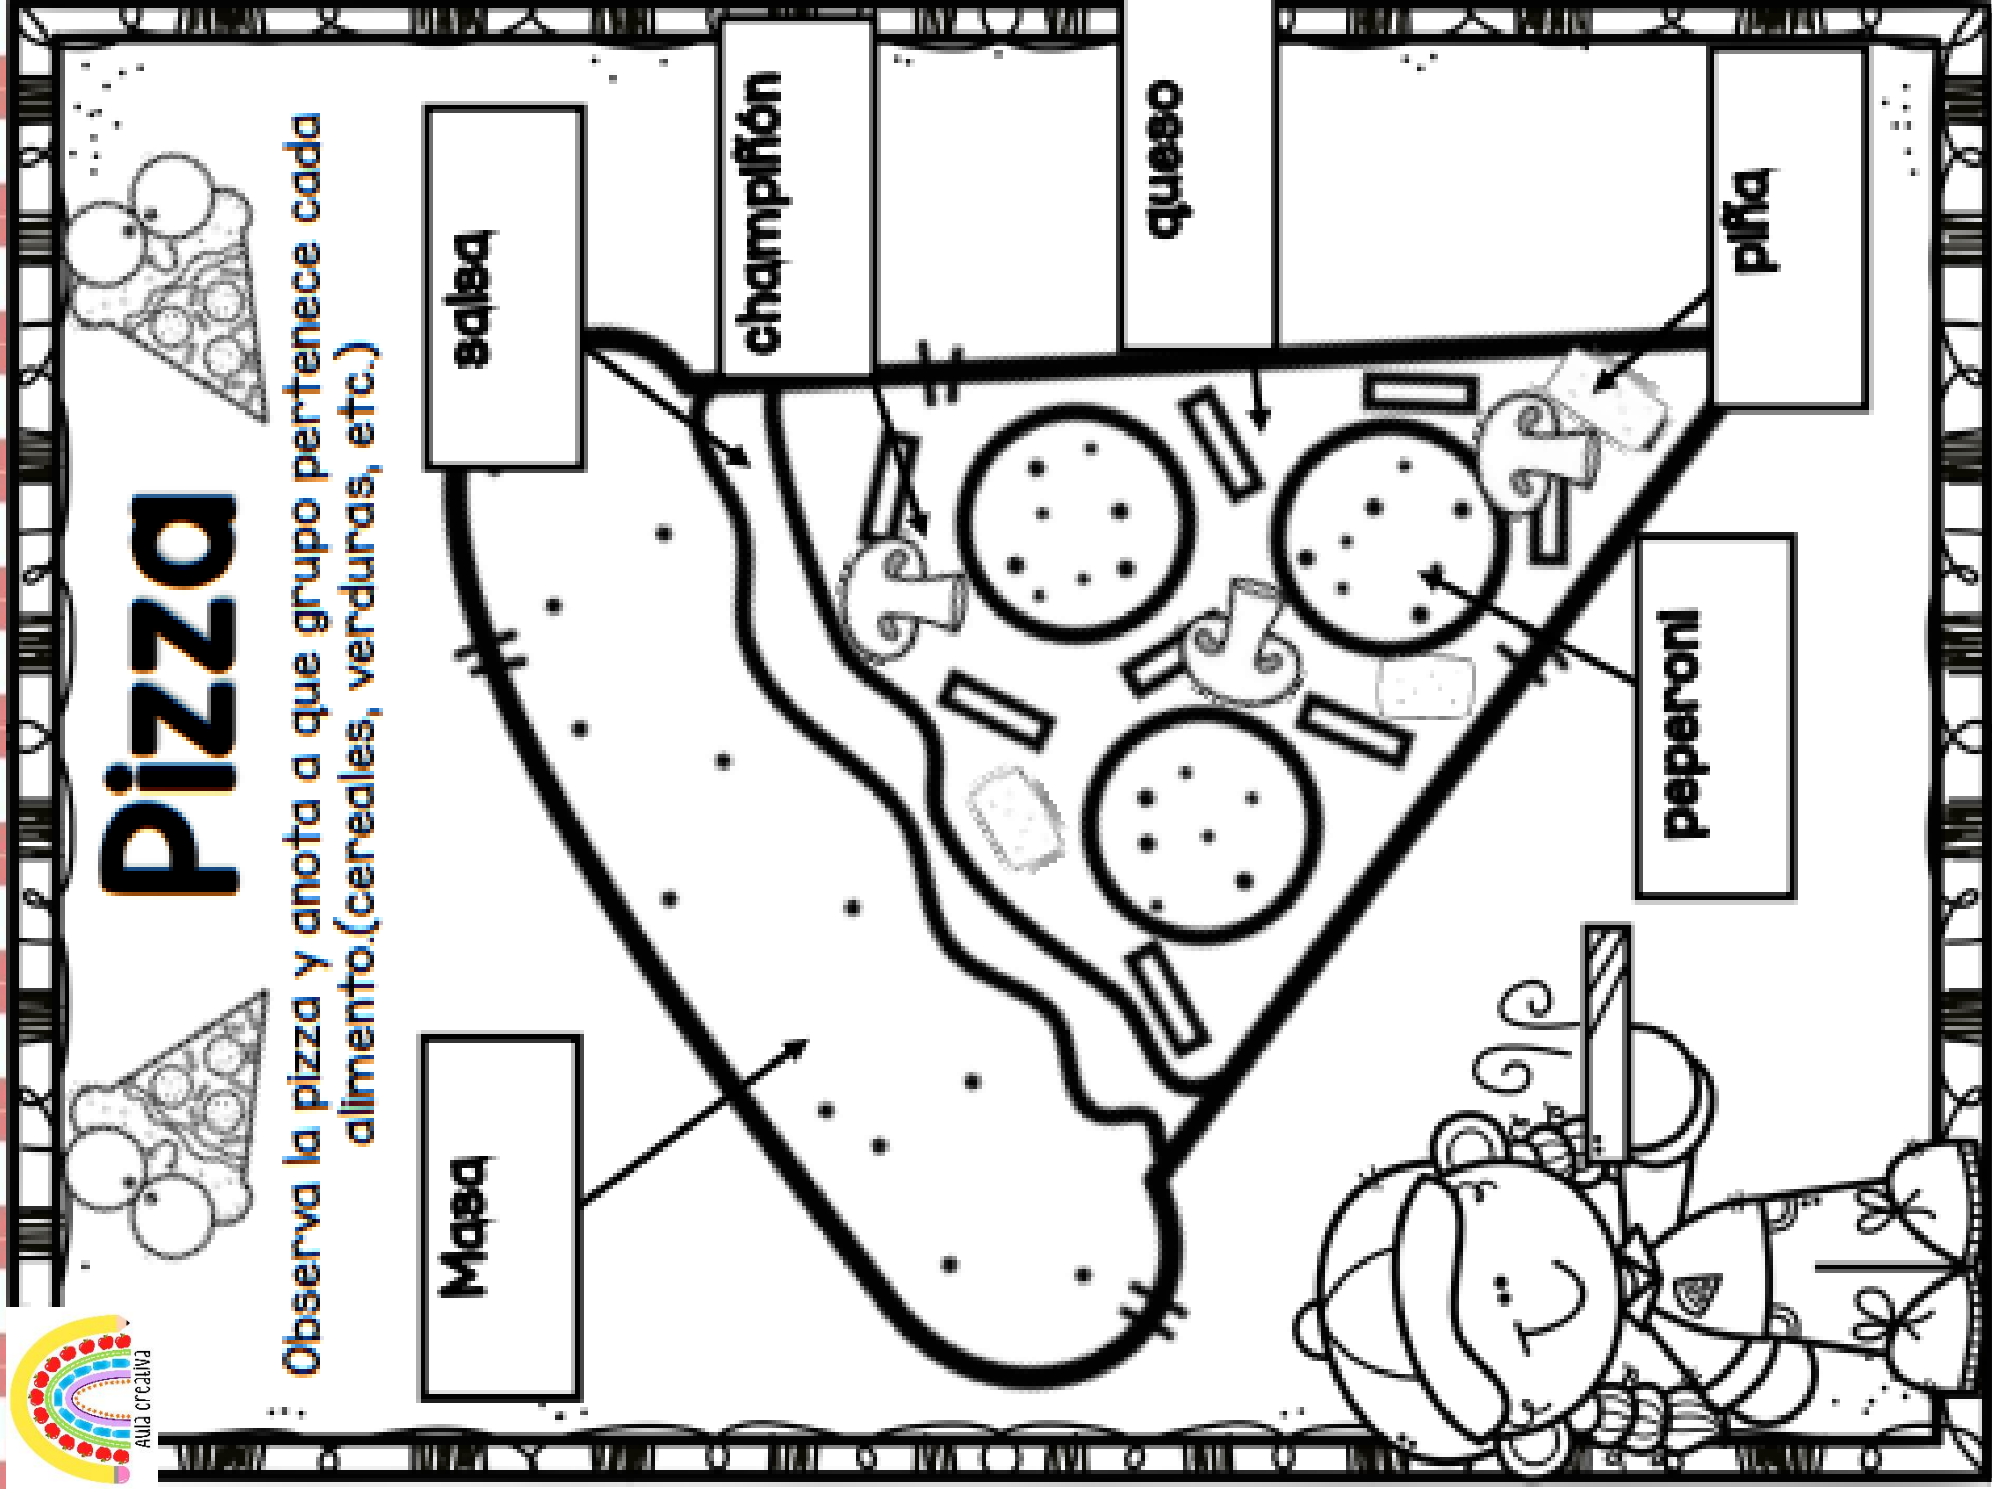 Pizza
Observa la pizza y anota a que grupo pertenece cada
alimento.(cereales, verduras, etc.)
Masa
salsa
champiñón
queso
peperoni
piña
Aula creativa